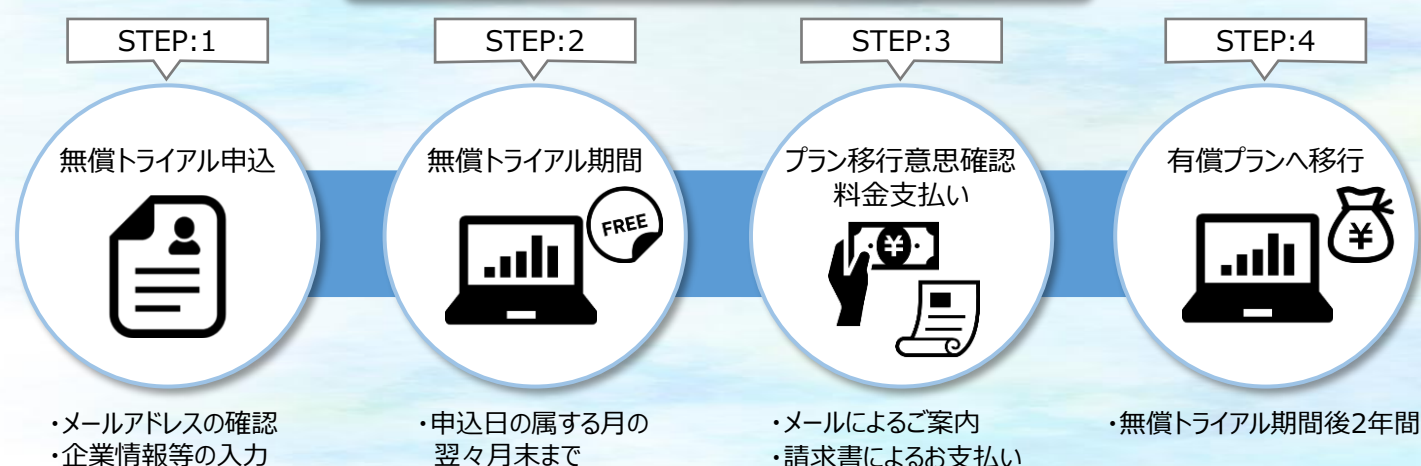 STEP:1
無償トライアル申込
・メールアドレスの確認
・企業情報等の入力
STEP:2
無償トライアル期間
FREE
・申込日の属する月の
翌々月末まで
STEP:3
プラン移行意思確認
料金支払い
¥
・メールによるご案内
・請求書によるお支払い
STEP:4
有償プランへ移行
¥
・無償トライアル期間後2年間